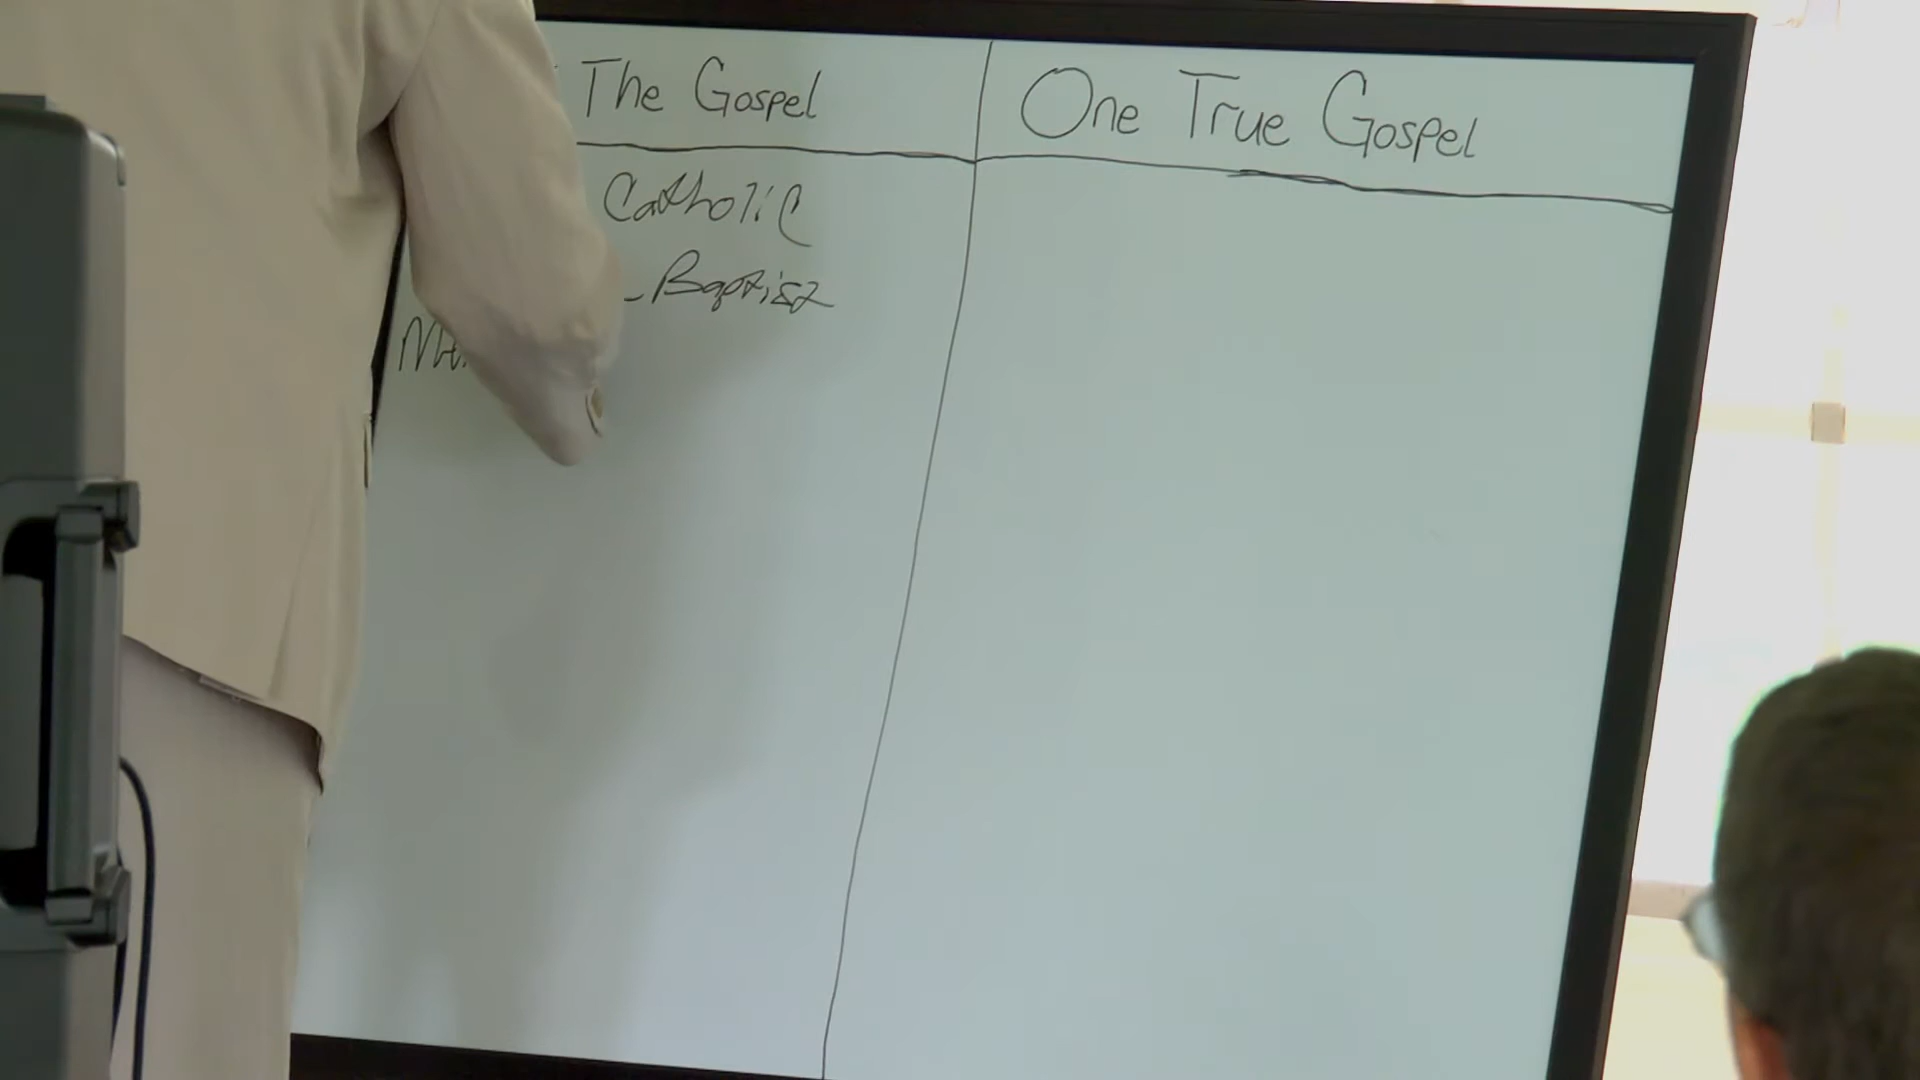 The Gospel
One True Gospel
Catholic
- Baptist